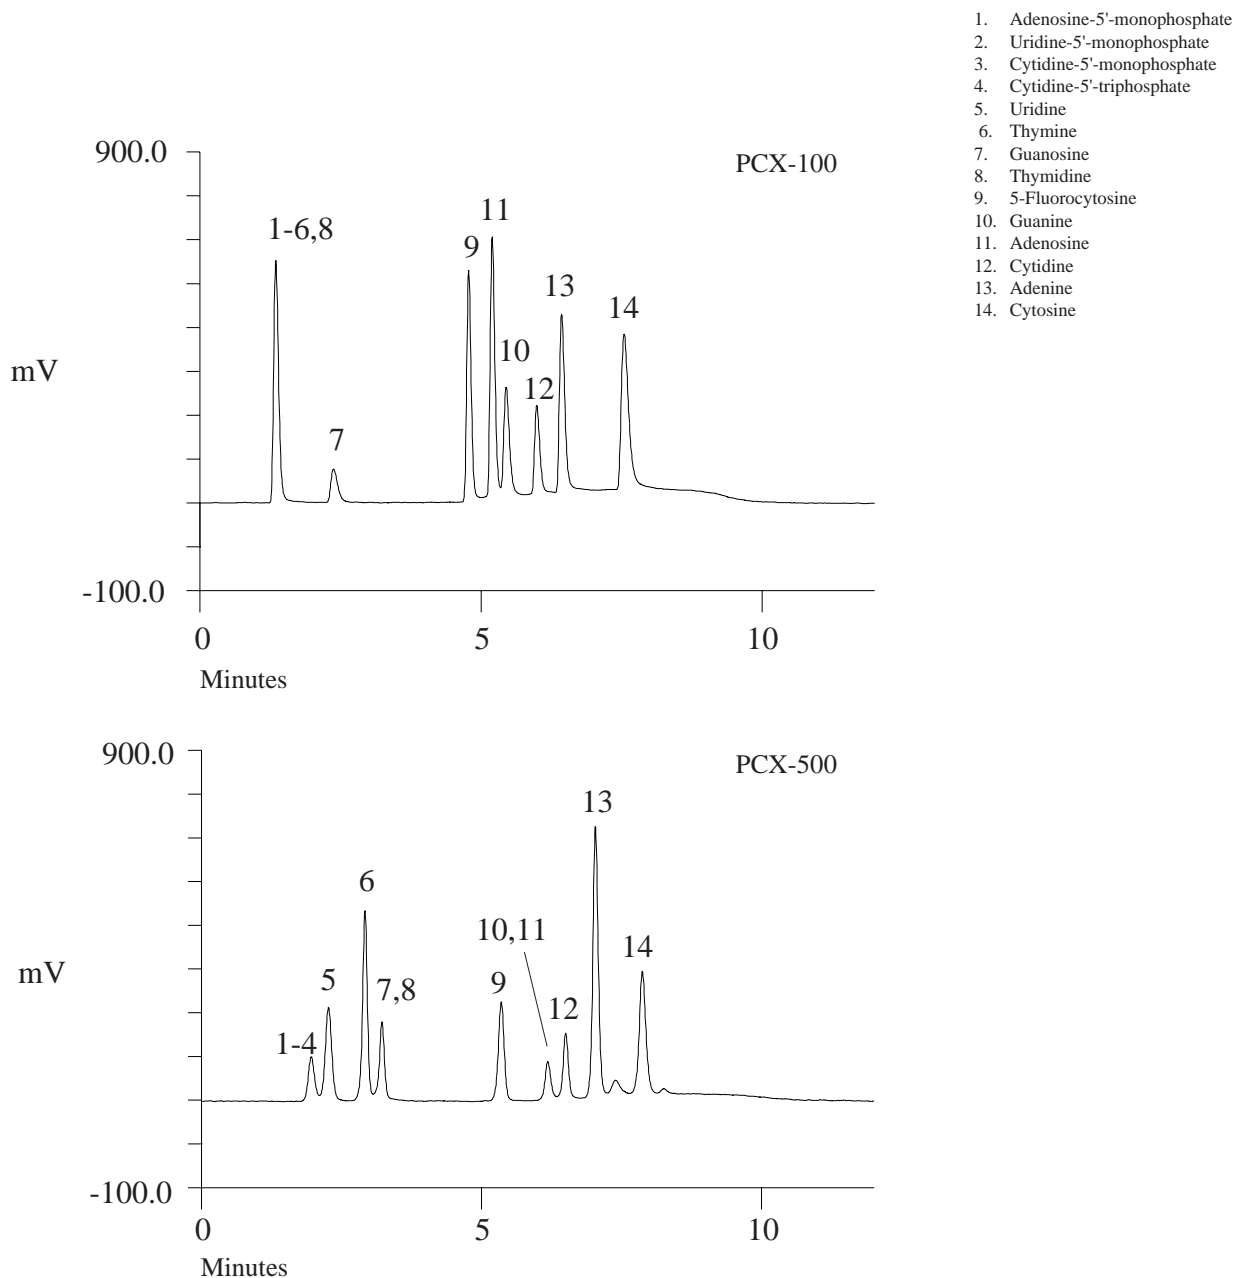 1. Adenosine-5'-monophosphate
2. Uridine-5'-monophosphate
3. Cytidine-5'-monophosphate
4. Cytidine-5'-triphosphate
5. Uridine
6. Thymine
7. Guanosine
8. Thymidine
9. 5-Fluorocytosine
10. Guanine
11. Adenosine
12. Cytidine
13. Adenine
14. Cytosine
900.0
PCX-100
1-6,8
7
9
11
10
12
13
14
mV
-100.0
0 5 10
Minutes
900.0
PCX-500
13
6
10,11
14
5
7,8
9
12
1-4
mV
-100.0
0 5 10
Minutes